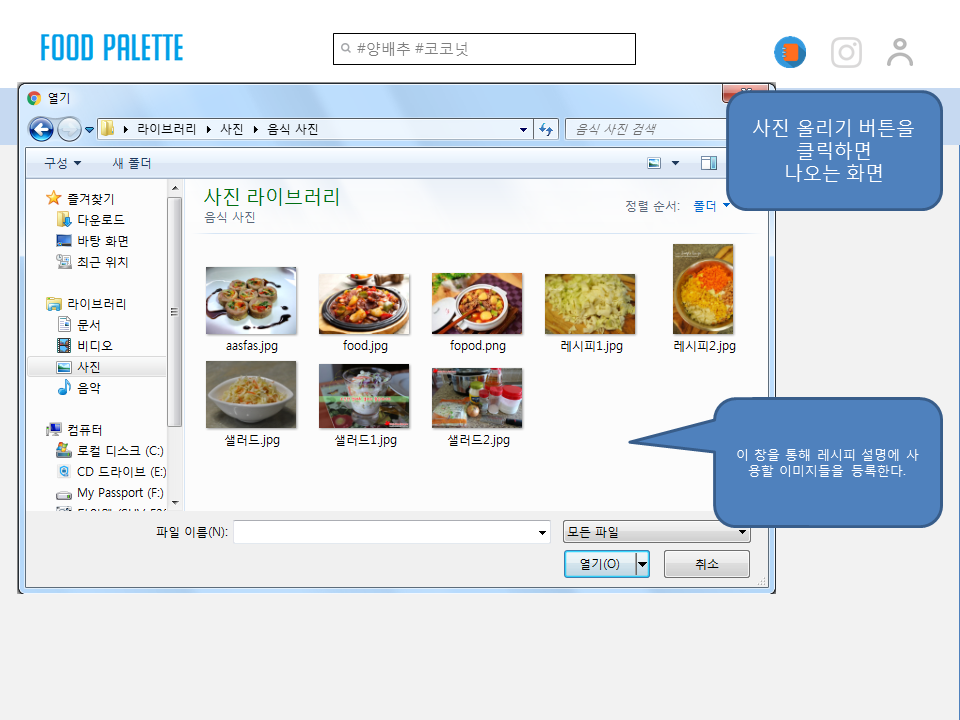 FOOD PALETTE
#양배추 #코코넛
열기
라이브러리 사진 음식 사진
음식 사진 검색
구성
새 폴더
사진 올리기 버튼을
클릭하면
나오는 화면
즐겨찾기
다운로드
바탕 화면
최근 위치
라이브러리
문서
비디오
사진
음악
컴퓨터
로컬 디스크 (C:)
CD 드라이브 (E:)
My Passport (F:)
사진 라이브러리
음식 사진
정렬 순서: 폴더
aasfas.jpg
food.jpg
fopod.png
레시피1.jpg
레시피2.jpg
샐러드.jpg
샐러드1.jpg
샐러드2.jpg
이 창을 통해 레시피 설명에 사
용할 이미지들을 등록한다.
파일 이름(N):
모든 파일
열기(O)
취소